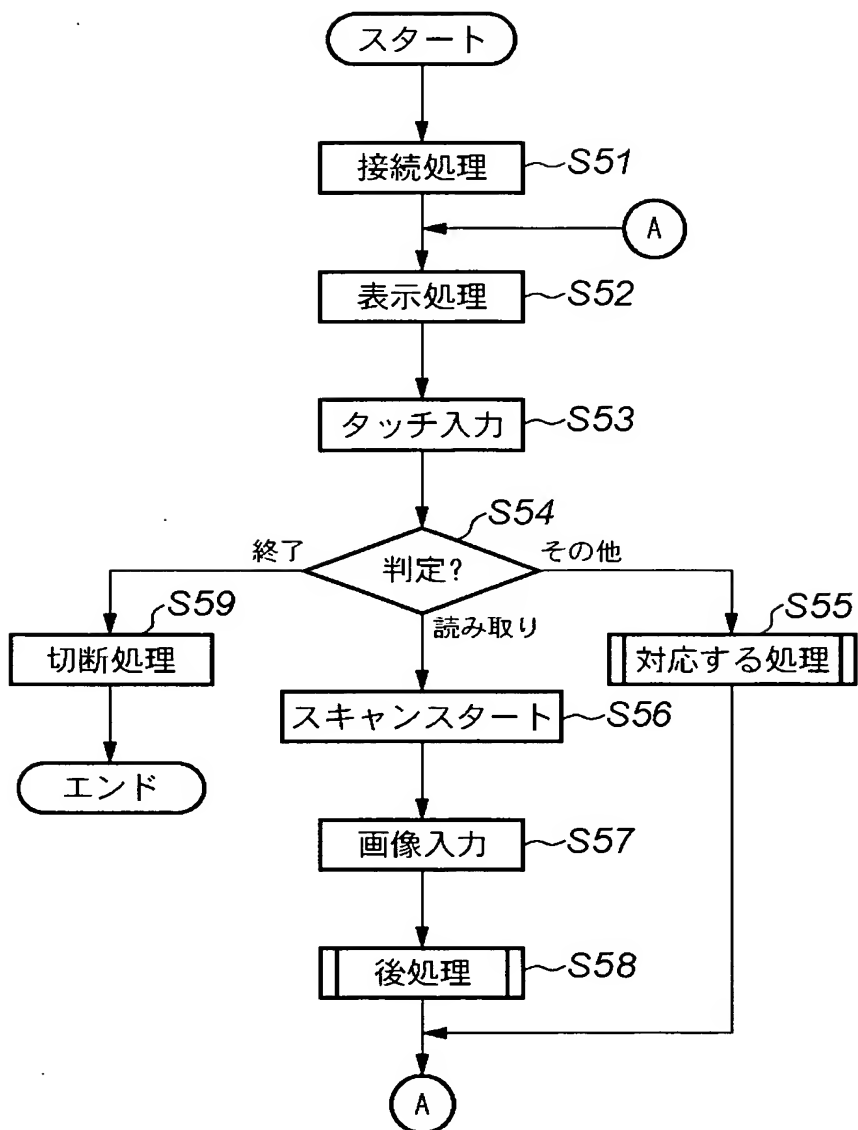 スタート
接続処理 S51
A
表示処理 S52
タッチ入力 S53
S54
終了 判定? その他
読み取り
S59 S55
切断処理 対応する処理
スキャンスタート S56
エンド
画像入力 S57
後処理 S58
A